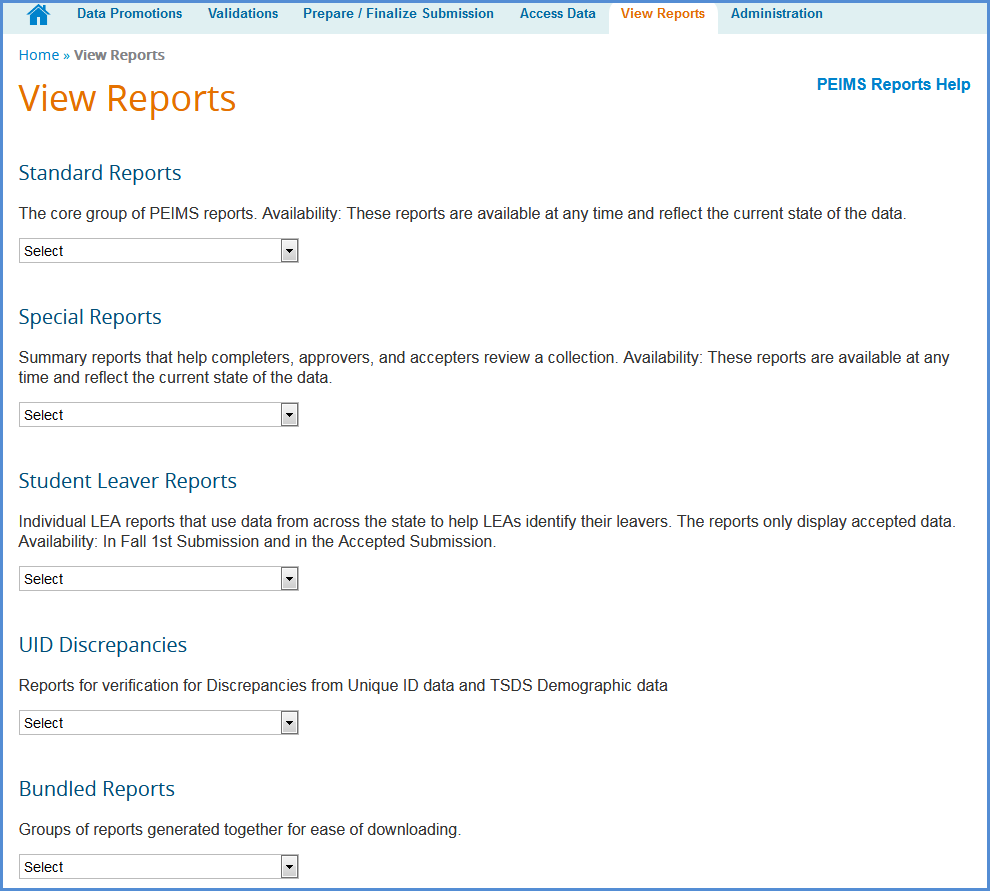 Data Promotions Validations Prepare / Finalize Submission Access Data View Reports Administration
Home » View Reports
PEIMS Reports Help
View Reports
Standard Reports
The core group of PEIMS reports. Availability: These reports are available at any time and reflect the current state of the data.
Select
Special Reports
Summary reports that help completers, approvers, and accepters review a collection. Availability: These reports are available at any
time and reflect the current state of the data.
Select
Student Leaver Reports
Individual LEA reports that use data from across the state to help LEAs identify their leavers. The reports only display accepted data.
Availability: In Fall 1st Submission and in the Accepted Submission.
Select
UID Discrepancies
Reports for verification for Discrepancies from Unique ID data and TSDS Demographic data
Select
Bundled Reports
Groups of reports generated together for ease of downloading.
Select